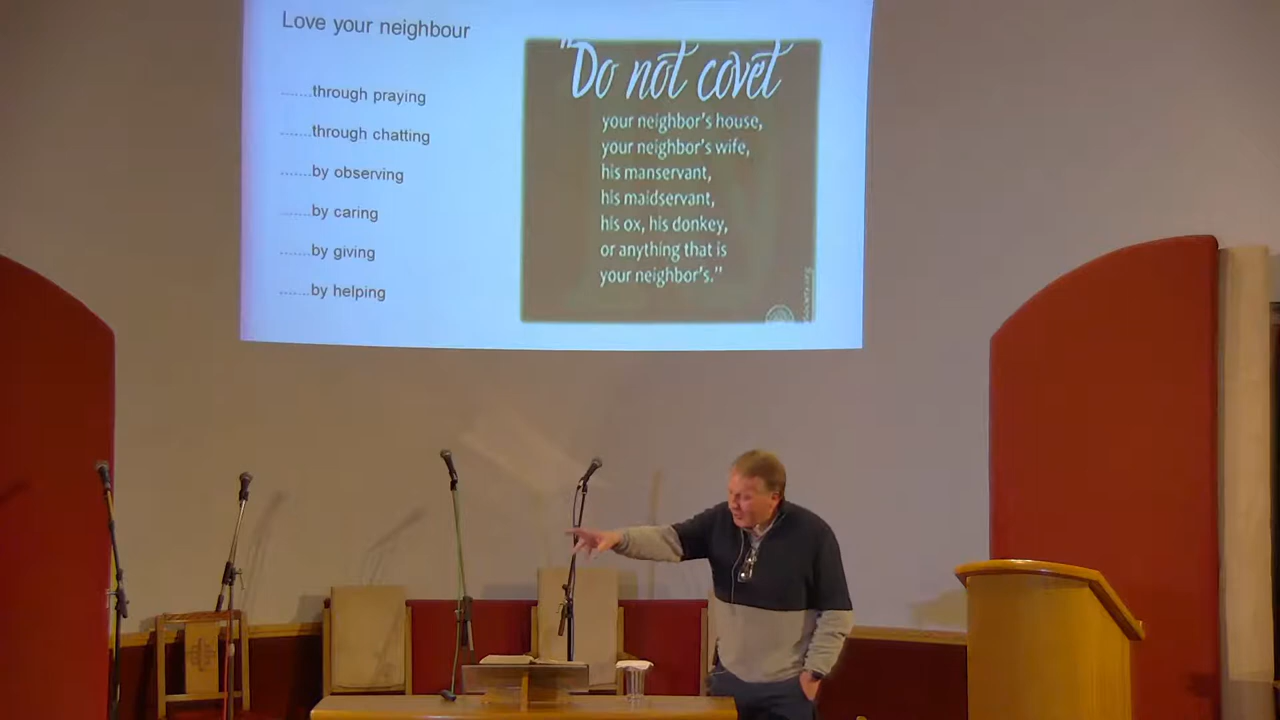 Love your neighbour
.......through praying
.......through chatting
.......by observing
.......by caring
.......by giving
.......by helping
"Do not covet
your neighbor's house,
your neighbor's wife,
his manservant,
his maidservant,
his ox, his donkey,
or anything that is
your neighbor's."